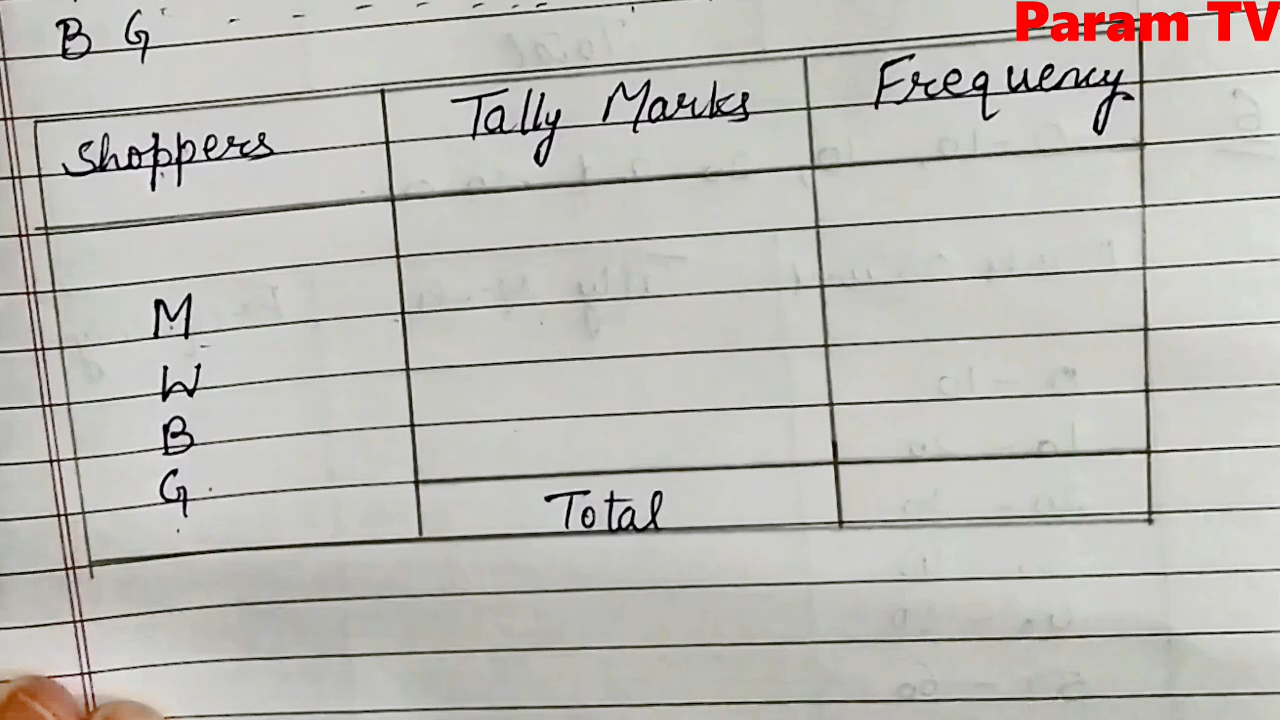 Param TV
B G - - - - - - - -
Shoppers Tally Marks Frequency
M
W
B
G
Total